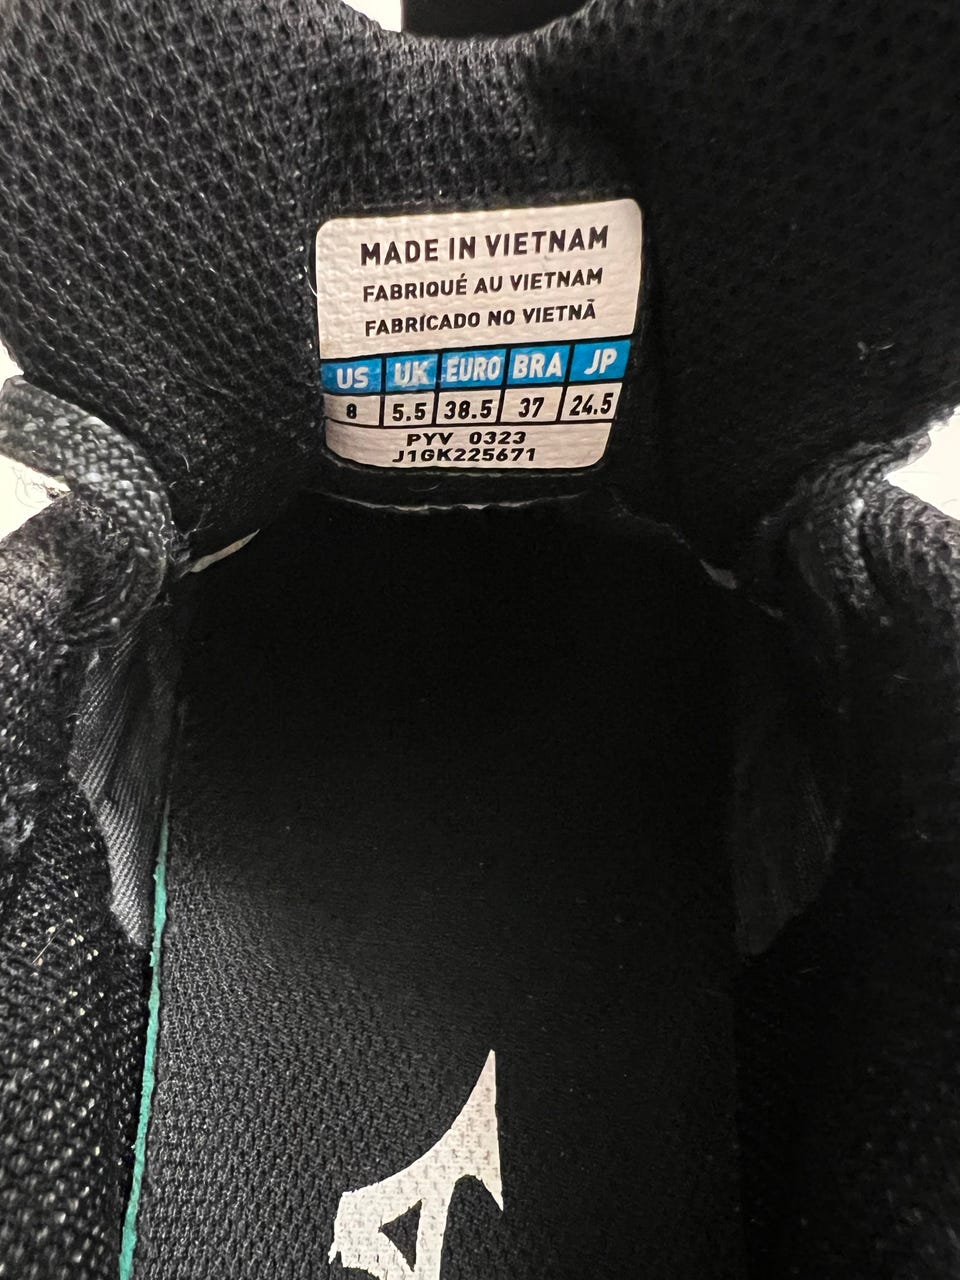 MADE IN VIETNAM
FABRIQUÉ AU VIETNAM
FABRICADO NO VIETNÃ
US UK EURO BRA JP
8 5.5 38.5 37 24.5
PYV 0323
J1GK225671